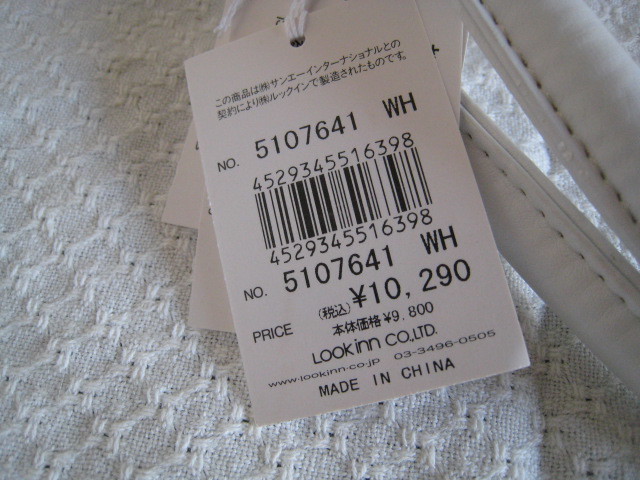 この商品は㈱サンエーインターナショナルとの
契約により㈱ルックインで製造されたものです。
NO. 5107641 WH
4529345516398
4529345516398
NO. 5107641 WH
PRICE (税込)¥10,290
本体価格¥9,800
LOOKinn CO.,LTD.
www.lookinn.co.jp 03-3496-0505
MADE IN CHINA